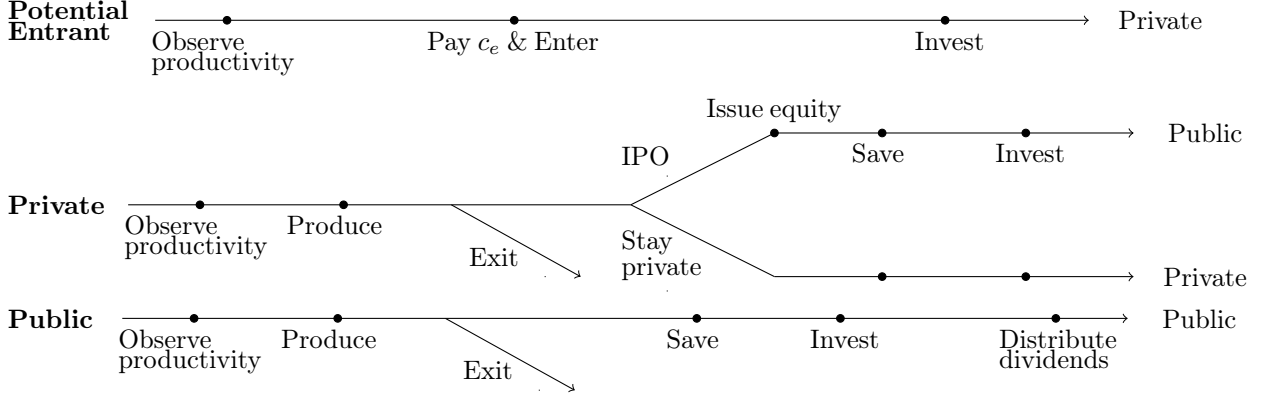 Potential
Entrant
Observe
productivity
Pay c_e & Enter
Invest
Private
Issue equity
IPO
Save
Invest
Public
Private
Observe
productivity
Produce
Exit
Stay
private
Private
Public
Observe
productivity
Produce
Exit
Save
Invest
Distribute
dividends
Public